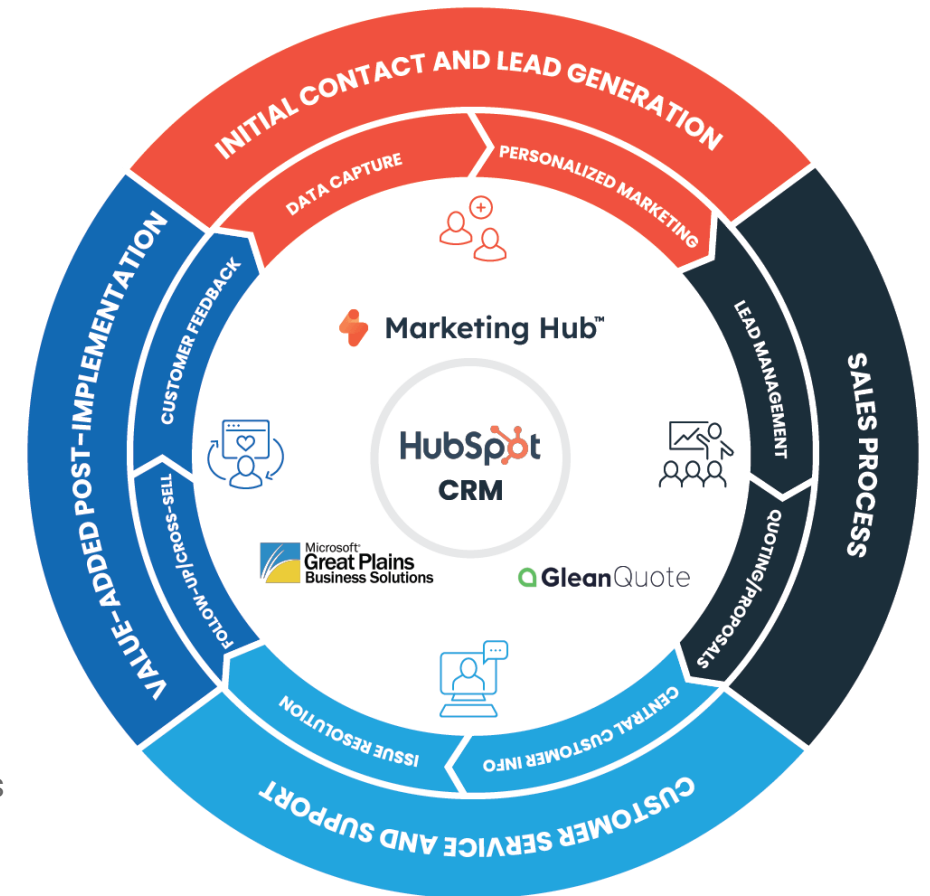 INITIAL CONTACT AND LEAD GENERATION
DATA CAPTURE
PERSONALIZED MARKETING
SALES PROCESS
LEAD MANAGEMENT
QUOTING/PROPOSALS
CUSTOMER SERVICE AND SUPPORT
CENTRAL CUSTOMER INFO
ISSUE RESOLUTION
VALUE-ADDED POST-IMPLEMENTATION
FOLLOW-UP/CROSS-SELL
CUSTOMER FEEDBACK
Marketing Hub™
HubSpot
CRM
Microsoft
Great Plains
Business Solutions
GleanQuote
s